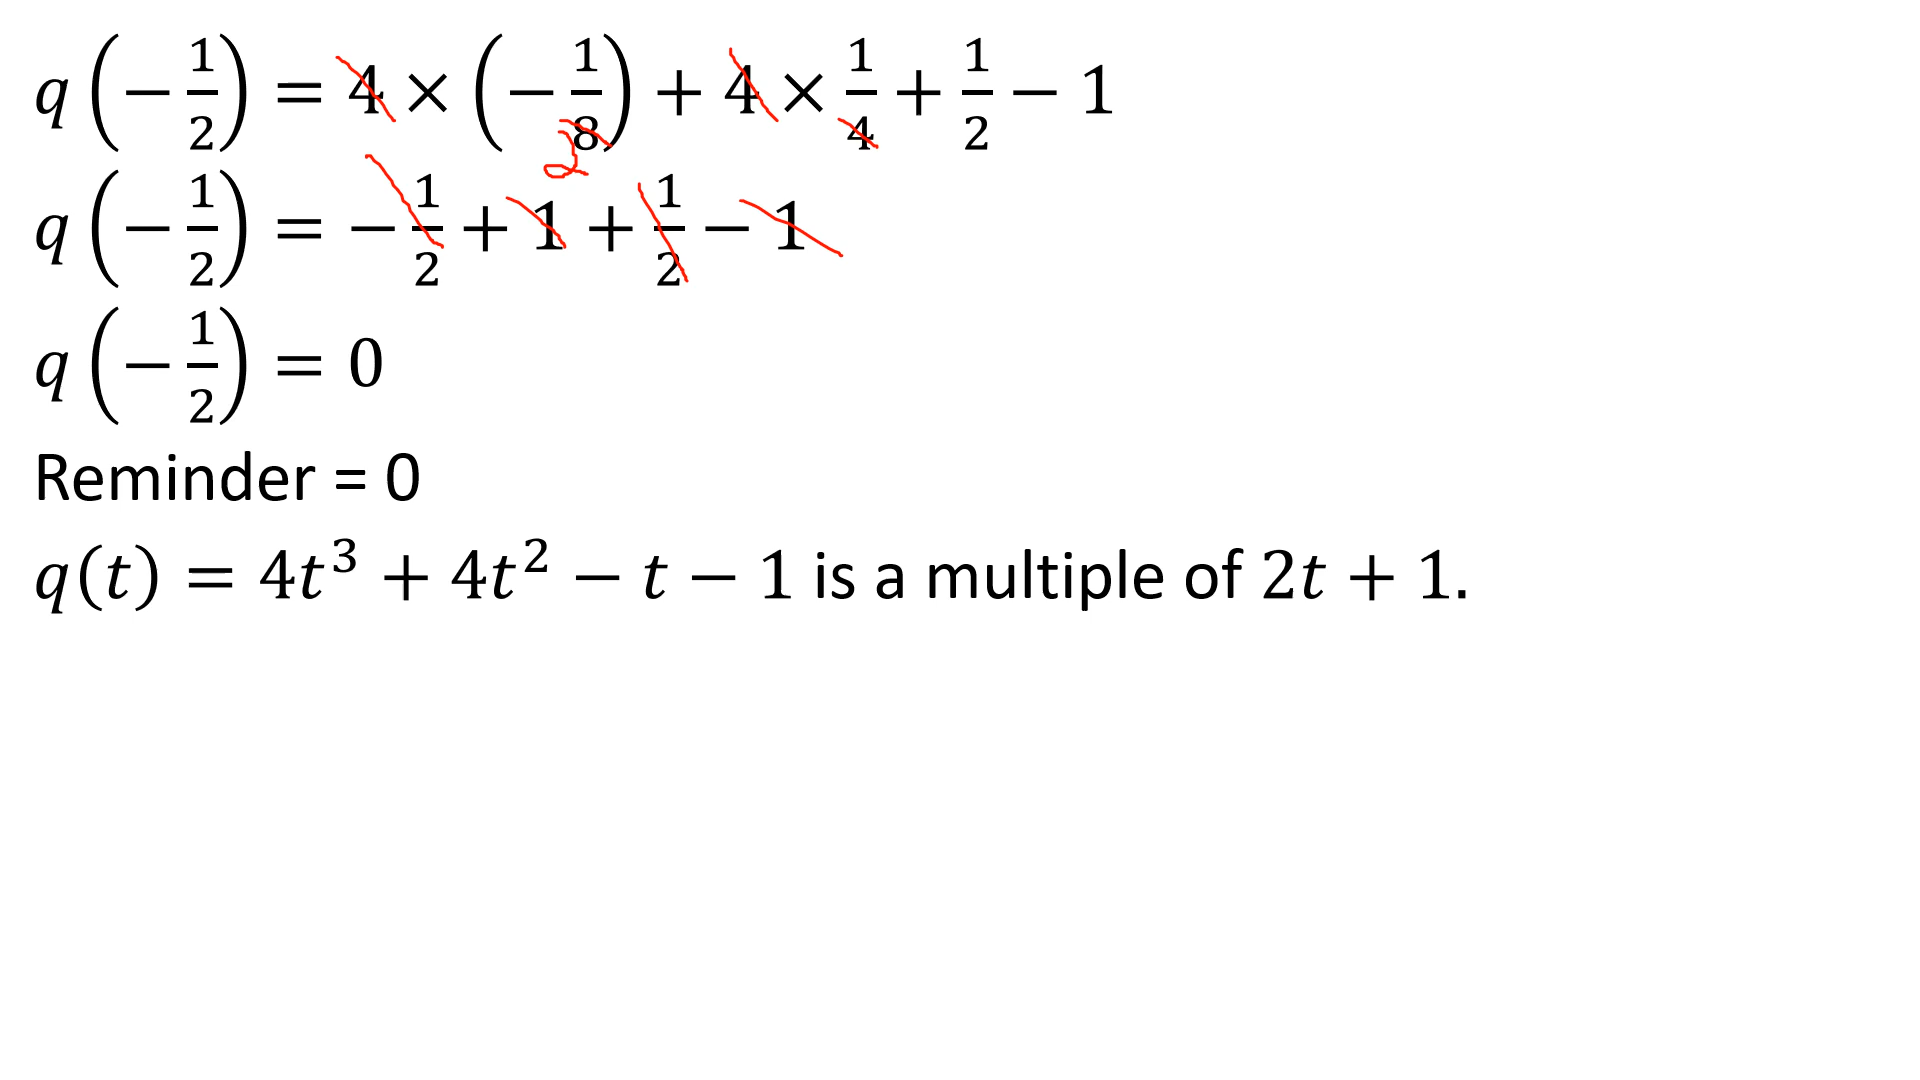 q(−1/2) = 4 × (−1/8) + 4 × 1/4 + 1/2 − 1
2
q(−1/2) = −1/2 + 1 + 1/2 − 1
q(−1/2) = 0
Reminder = 0
q(t) = 4t³ + 4t² − t − 1 is a multiple of 2t + 1.